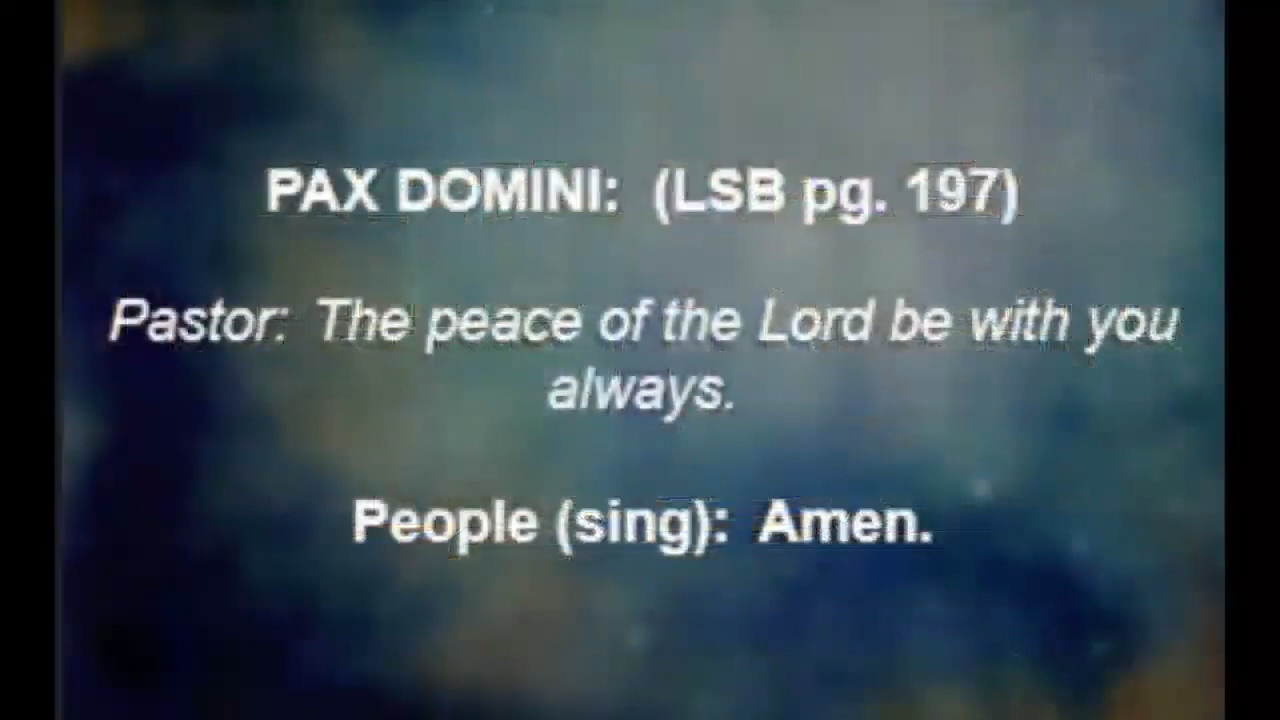 PAX DOMINI: (LSB pg. 197)
Pastor: The peace of the Lord be with you
always.
People (sing): Amen.